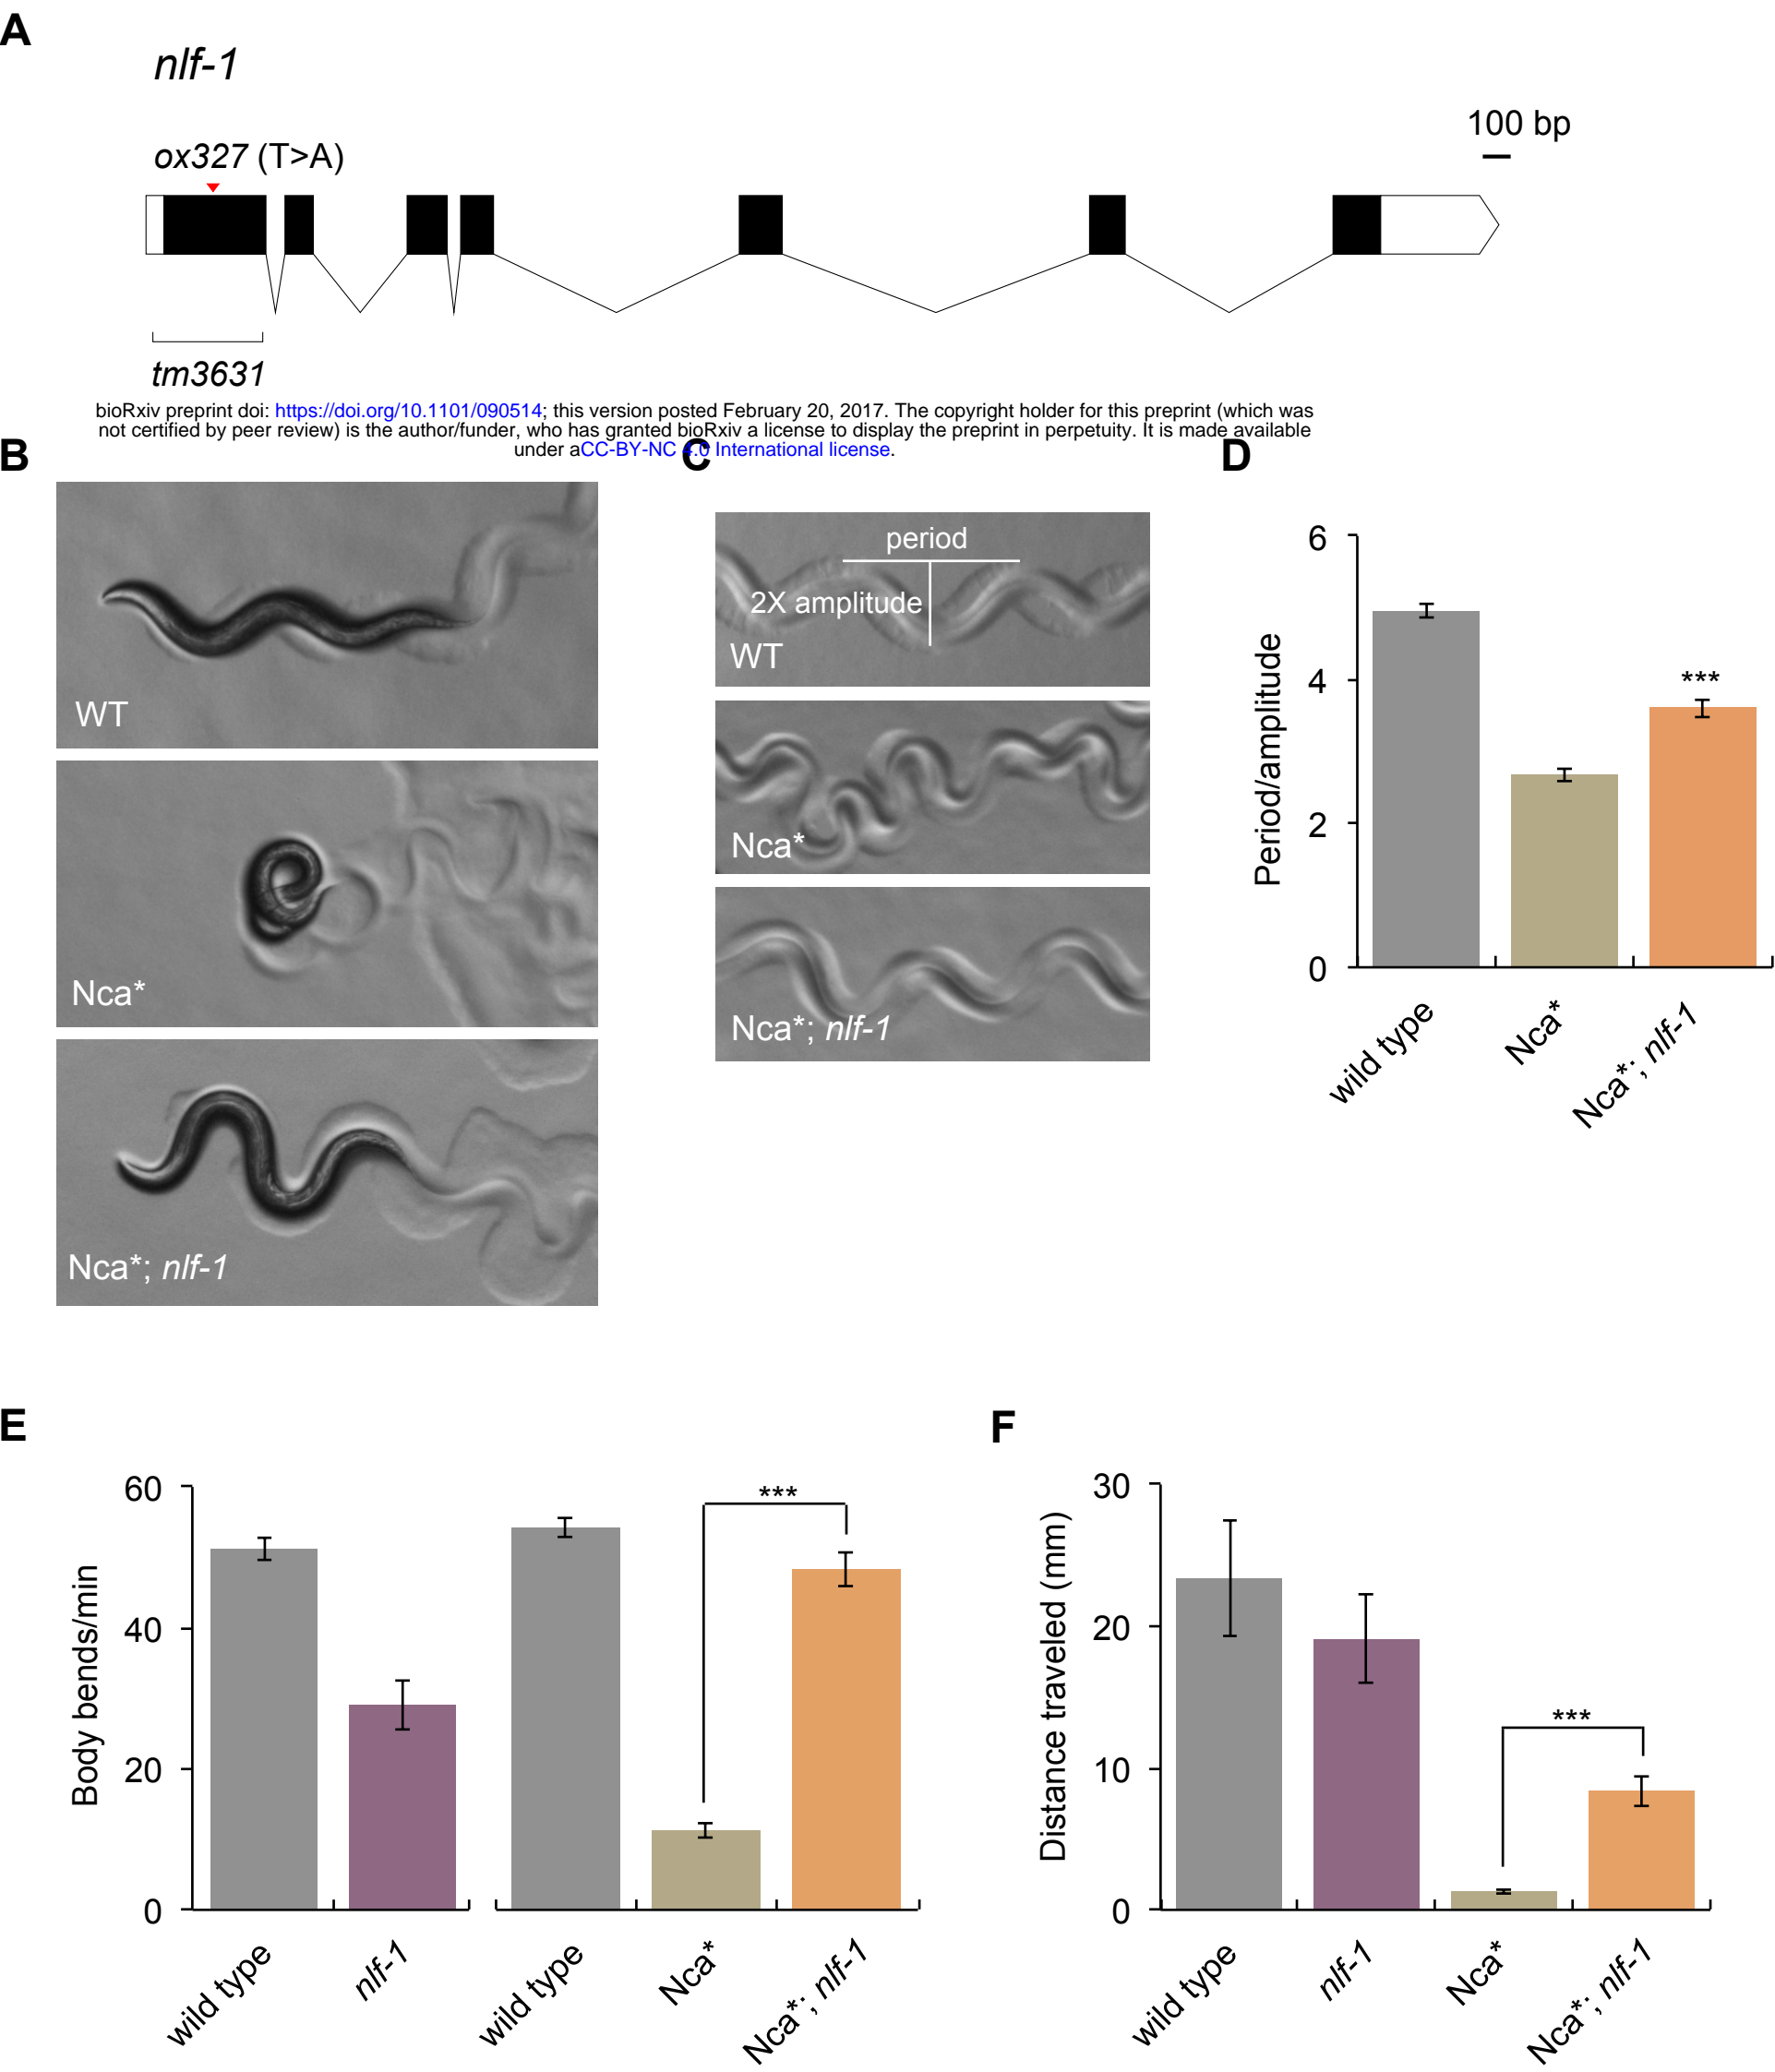 A
nlf-1
100 bp
ox327 (T>A)
tm3631
bioRxiv preprint doi: https://doi.org/10.1101/090514; this version posted February 20, 2017. The copyright holder for this preprint (which was
not certified by peer review) is the author/funder, who has granted bioRxiv a license to display the preprint in perpetuity. It is made available
under aCC-BY-NC 4.0 International license.
B
WT
Nca*
Nca*; nlf-1
C
period
2X amplitude
WT
Nca*
Nca*; nlf-1
D
Period/amplitude
6
4
2
0
***
wild type
Nca*
Nca*; nlf-1
E
Body bends/min
60
40
20
0
***
wild type
nlf-1
wild type
Nca*
Nca*; nlf-1
F
Distance traveled (mm)
30
20
10
0
***
wild type
nlf-1
Nca*
Nca*; nlf-1